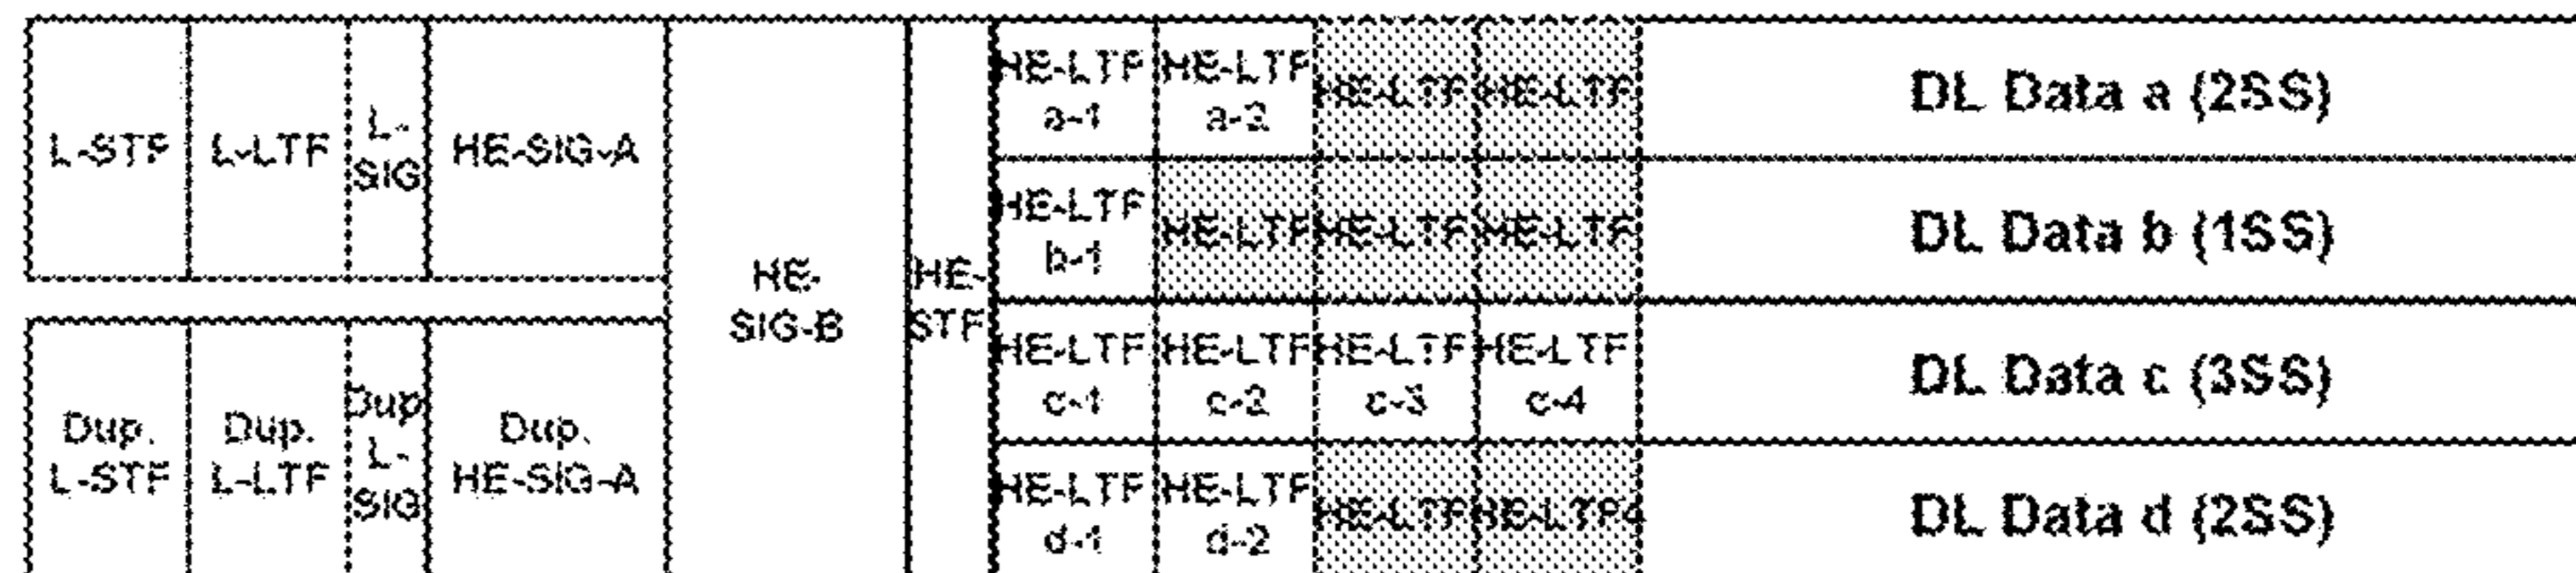 L-STF
L-LTF
L-
SIG
HE-SIG-A
Dup.
L-STF
Dup.
L-LTF
Dup
L-
SIG
Dup.
HE-SIG-A
HE-
SIG-B
HE-
STF
HE-LTF
a-1
HE-LTF
a-2
HE-LTF
HE-LTF
DL Data a (2SS)
HE-LTF
b-1
HE-LTF
HE-LTF
HE-LTF
DL Data b (1SS)
HE-LTF
c-1
HE-LTF
c-2
HE-LTF
c-3
HE-LTF
c-4
DL Data c (3SS)
HE-LTF
d-1
HE-LTF
d-2
HE-LTF
HE-LTF4
DL Data d (2SS)